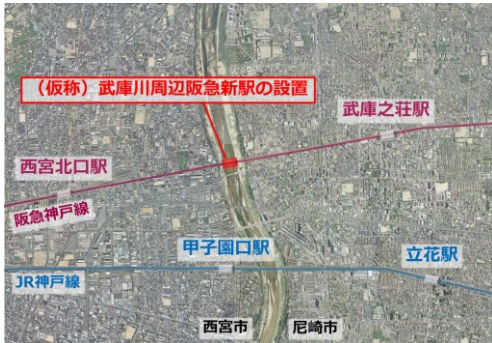 （仮称）武庫川周辺阪急新駅の設置
武庫之荘駅
西宮北口駅
阪急神戸線
甲子園口駅
立花駅
JR神戸線
西宮市
尼崎市